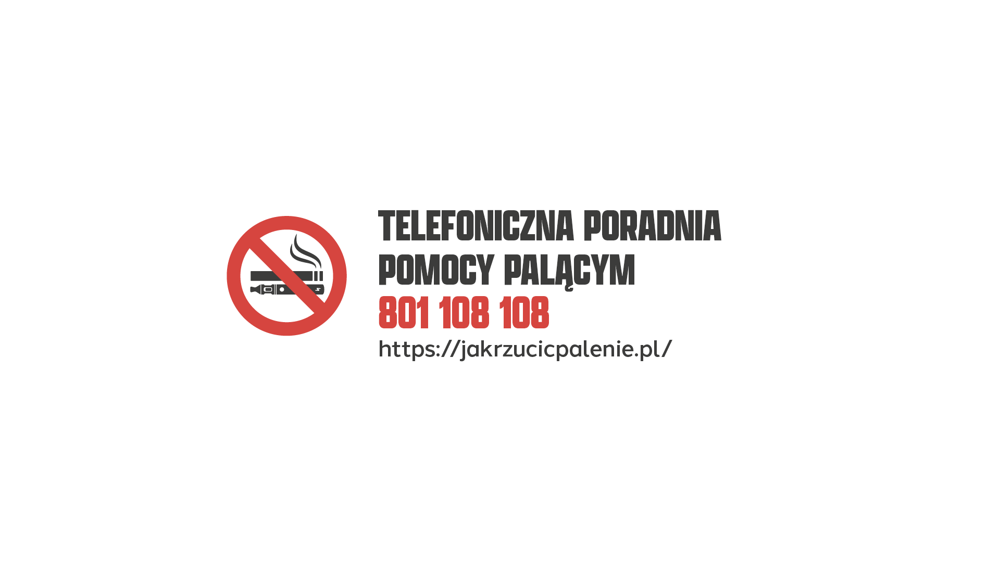 TELEFONICZNA PORADNIA
POMOCY PALĄCYM
801 108 108
https://jakrzucicpalenie.pl/